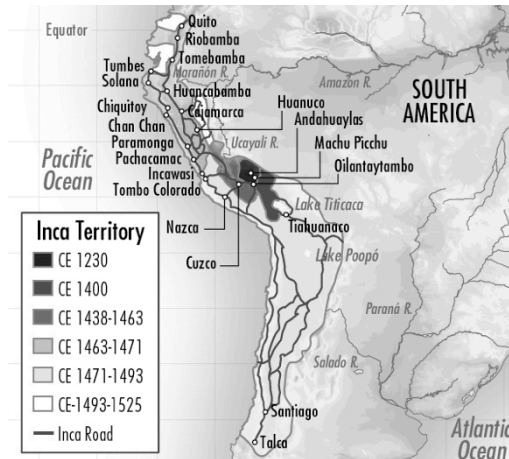 Equator
Quito
Riobamba
Tomebamba
Marañón R.
Tumbes
Solana
Huancabamba
Amazon R.
SOUTH
AMERICA
Chiquitoy
Cajamarca
Huanuco
Andahuaylas
Chan Chan
Ucayali R.
Machu Picchu
Paramonga
Oilantaytambo
Pachacamac
Pacific
Ocean
Incawasi
Tombo Colorado
Lake Titicaca
Nazca
Tiahuanaco
Cuzco
Lake Poopó
Paraná R.
Salado R.
Santiago
Talca
Atlantic
Ocean
Inca Territory
CE 1230
CE 1400
CE 1438-1463
CE 1463-1471
CE 1471-1493
CE-1493-1525
Inca Road